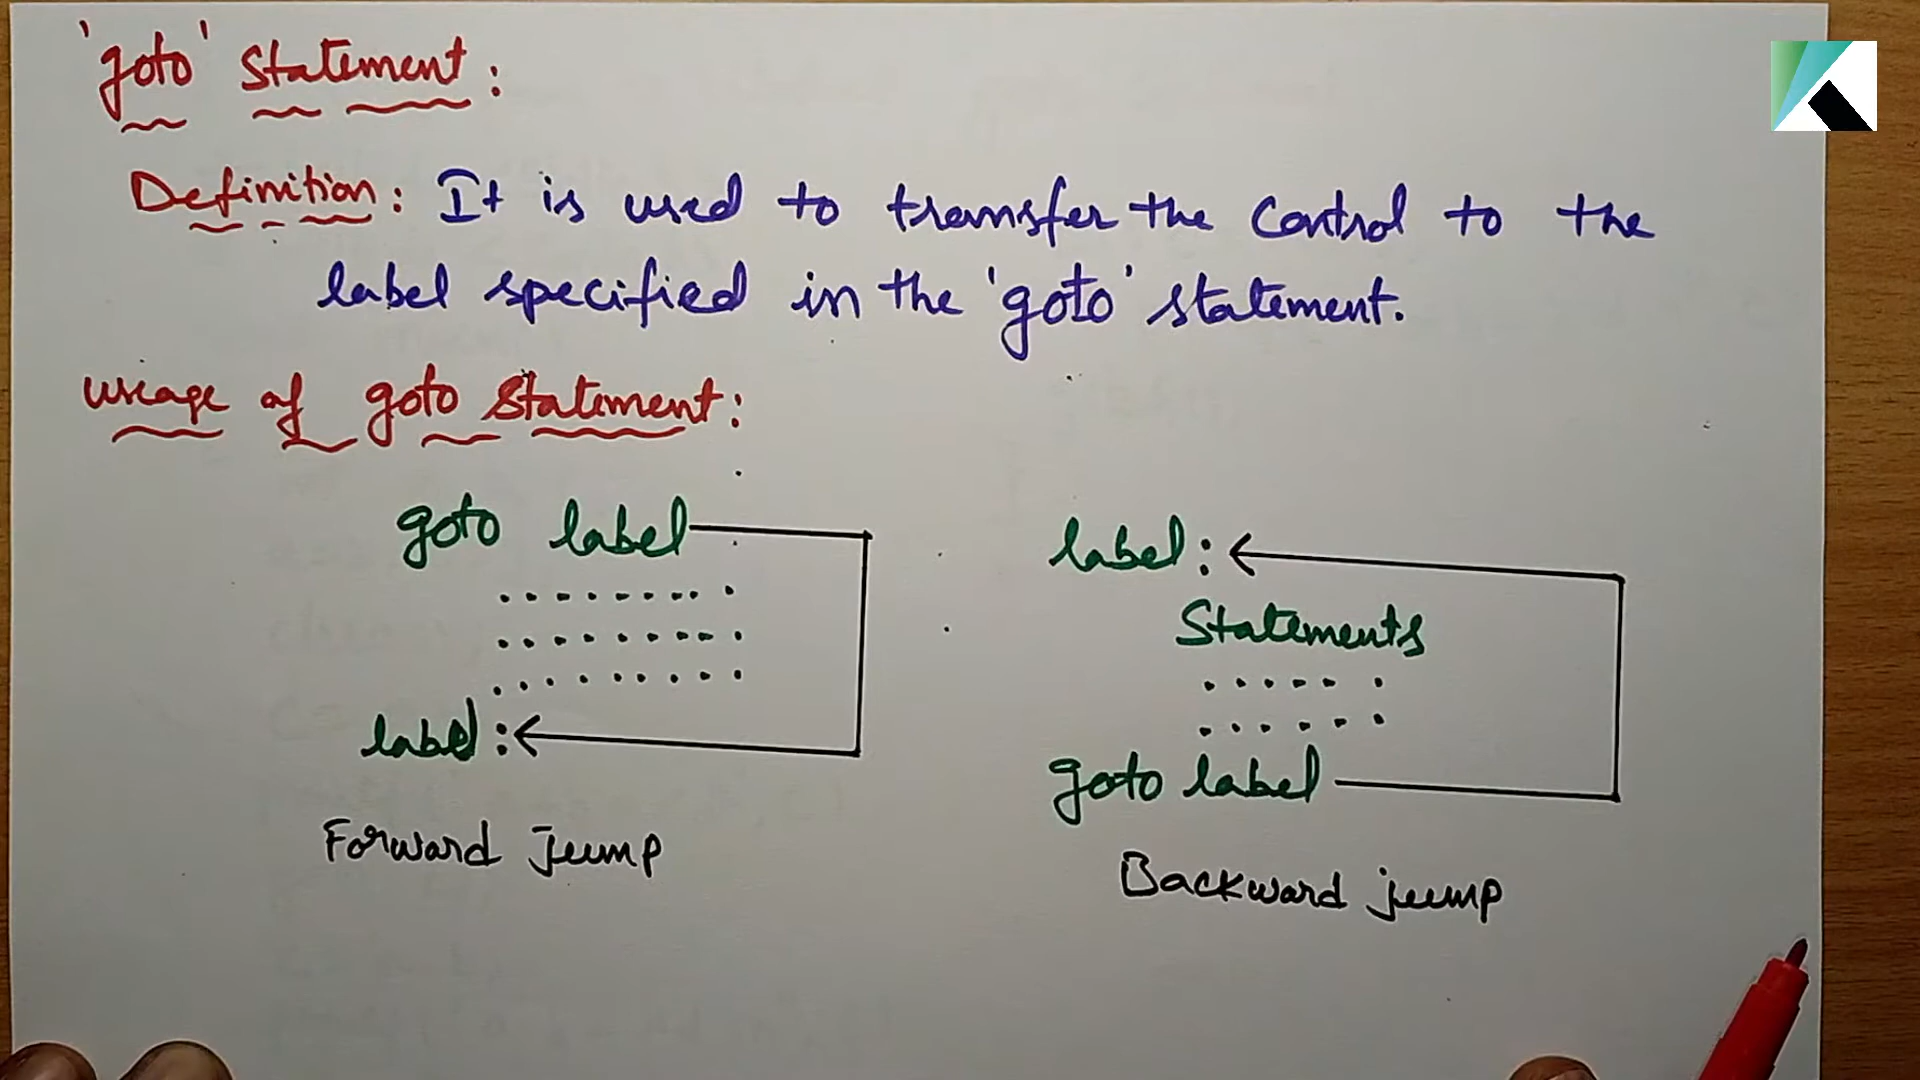 'goto' statement:
Definition: It is used to transfer the control to the
label specified in the 'goto' statement.
usage of goto statement:
goto label
label:
Forward Jump
label:
Statements
goto label
Backward jump